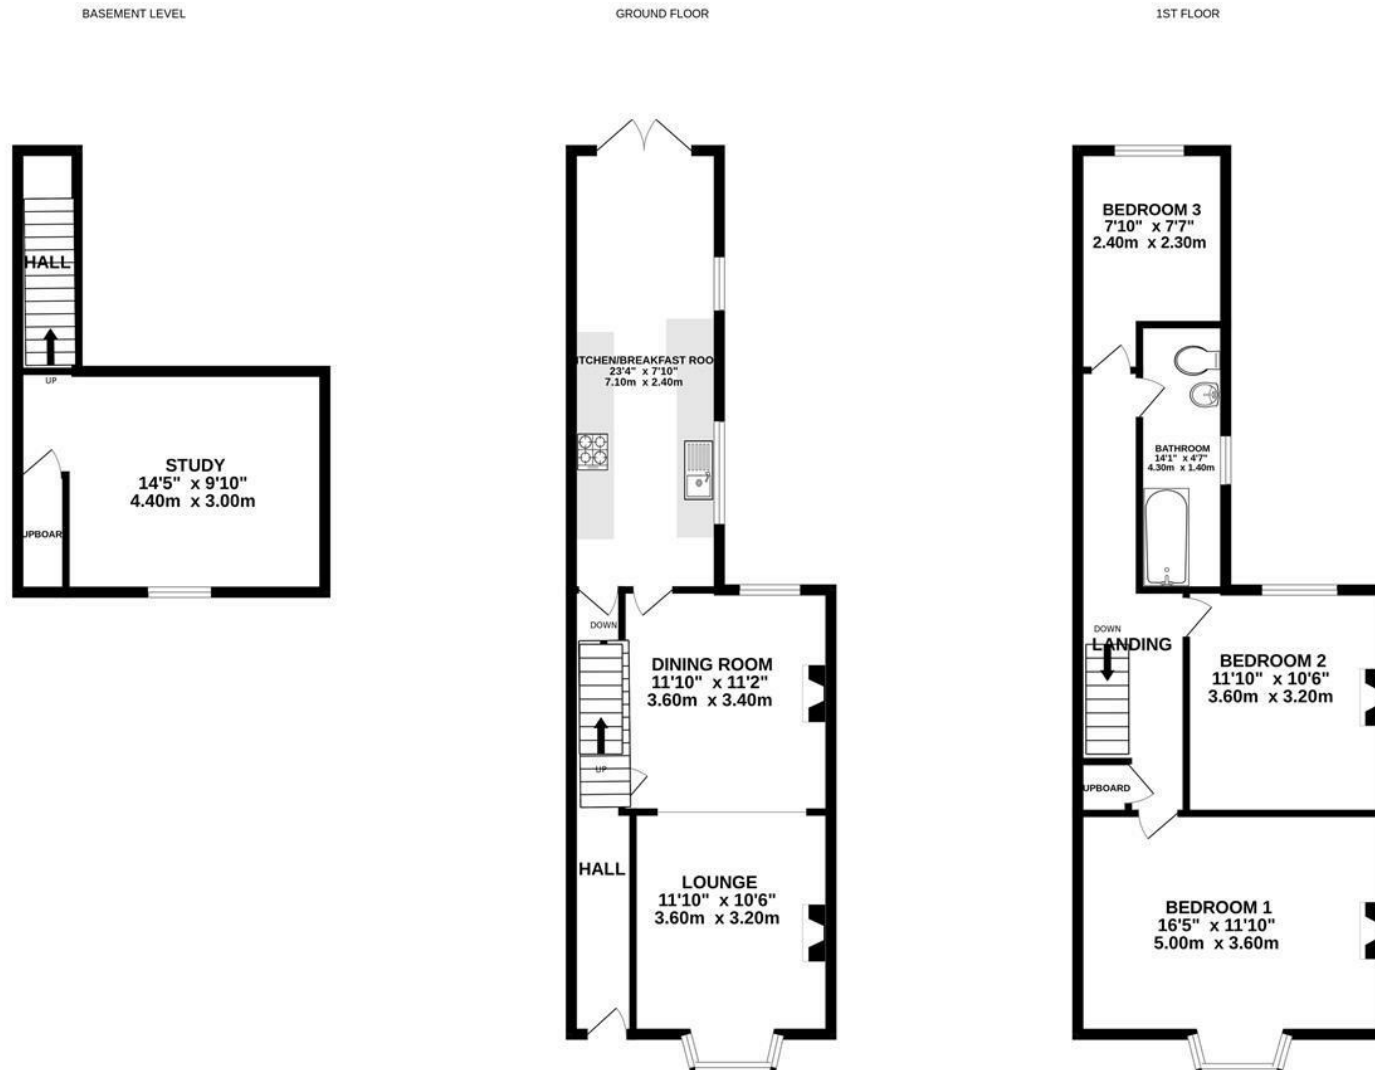 BASEMENT LEVEL
HALL
UP
STUDY
14'5" x 9'10"
4.40m x 3.00m
UPBOAR
GROUND FLOOR
ITCHEN/BREAKFAST ROO
23'4" x 7'10"
7.10m x 2.40m
DOWN
DINING ROOM
11'10" x 11'2"
3.60m x 3.40m
UP
HALL
LOUNGE
11'10" x 10'6"
3.60m x 3.20m
1ST FLOOR
BEDROOM 3
7'10" x 7'7"
2.40m x 2.30m
BATHROOM
14'1" x 4'7"
4.30m x 1.40m
DOWN
LANDING
BEDROOM 2
11'10" x 10'6"
3.60m x 3.20m
UPBOARD
BEDROOM 1
16'5" x 11'10"
5.00m x 3.60m